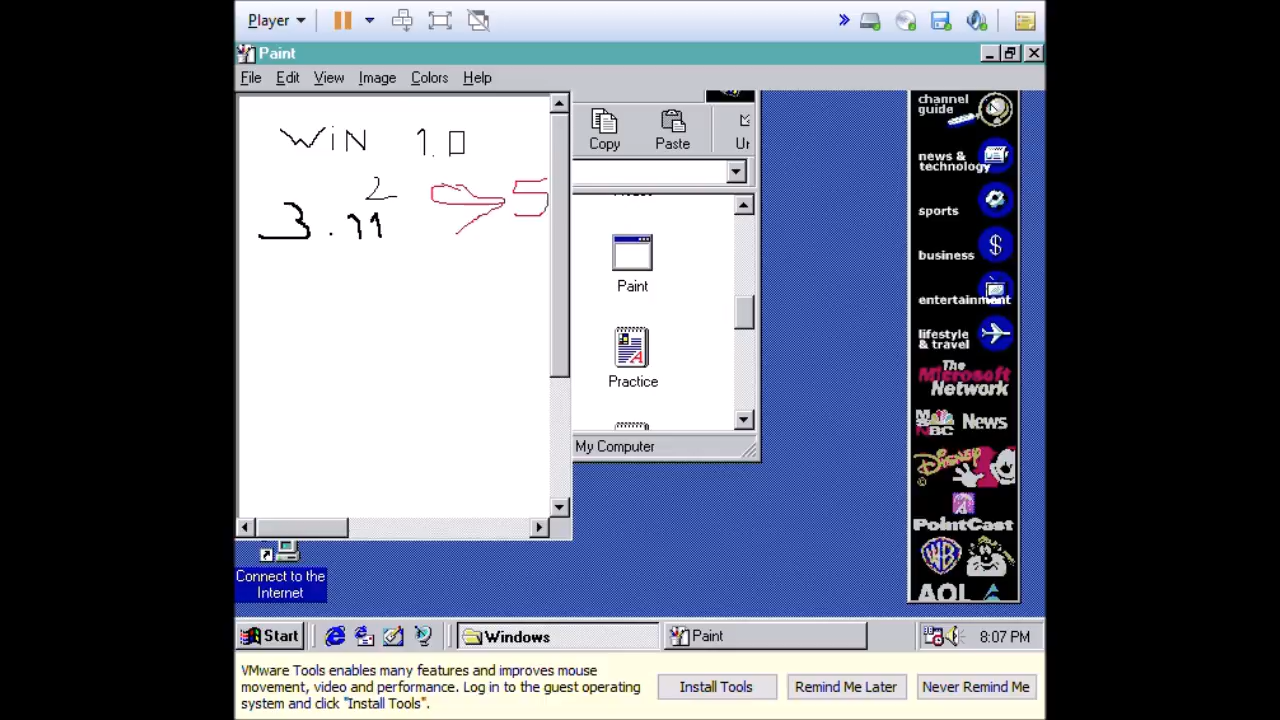 Player
Paint
File Edit View Image Colors Help
WiN 1.0
2
5
3.11
Copy
Paste
Ur
Paint
Practice
My Computer
channel
guide
news &
technology
sports
business
entertainment
lifestyle
& travel
The
Microsoft
Network
MSNBC News
Disney
PointCast
WB
AOL
Connect to the
Internet
Start
Windows
Paint
8:07 PM
VMware Tools enables many features and improves mouse
movement, video and performance. Log in to the guest operating
system and click "Install Tools".
Install Tools
Remind Me Later
Never Remind Me